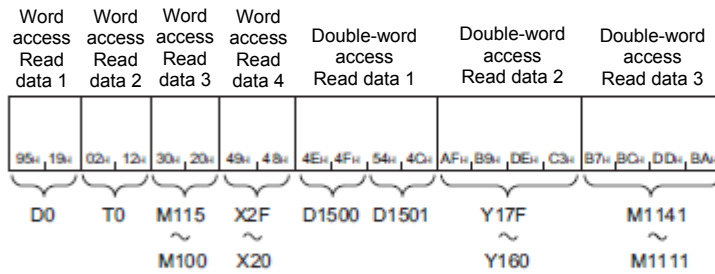 Word Word Word Word
access access access access Double-word Double-word Double-word
Read Read Read Read access access access
data 1 data 2 data 3 data 4 Read data 1 Read data 2 Read data 3
95H 19H 02H 12H 30H 20H 49H 48H 4EH 4FH 54H 4CH AFH B9H DEH C3H B7H BCH DDH BAH
D0 T0 M115 X2F D1500 D1501 Y17F M1141
～ ～ ～ ～
M100 X20 Y160 M1111